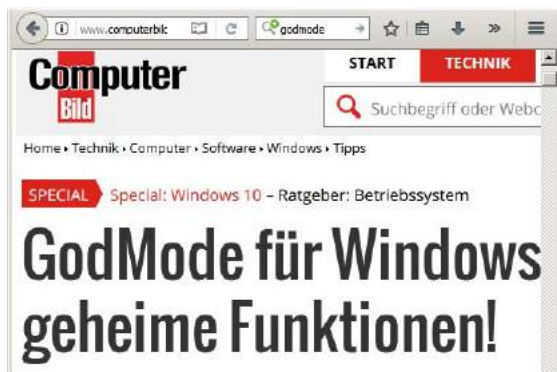 www.computerbilc
godmode
START TECHNIK
Computer
Bild
Suchbegriff oder Webc
Home › Technik › Computer › Software › Windows › Tipps
SPECIAL Special: Windows 10 – Ratgeber: Betriebssystem
GodMode für Windows
geheime Funktionen!